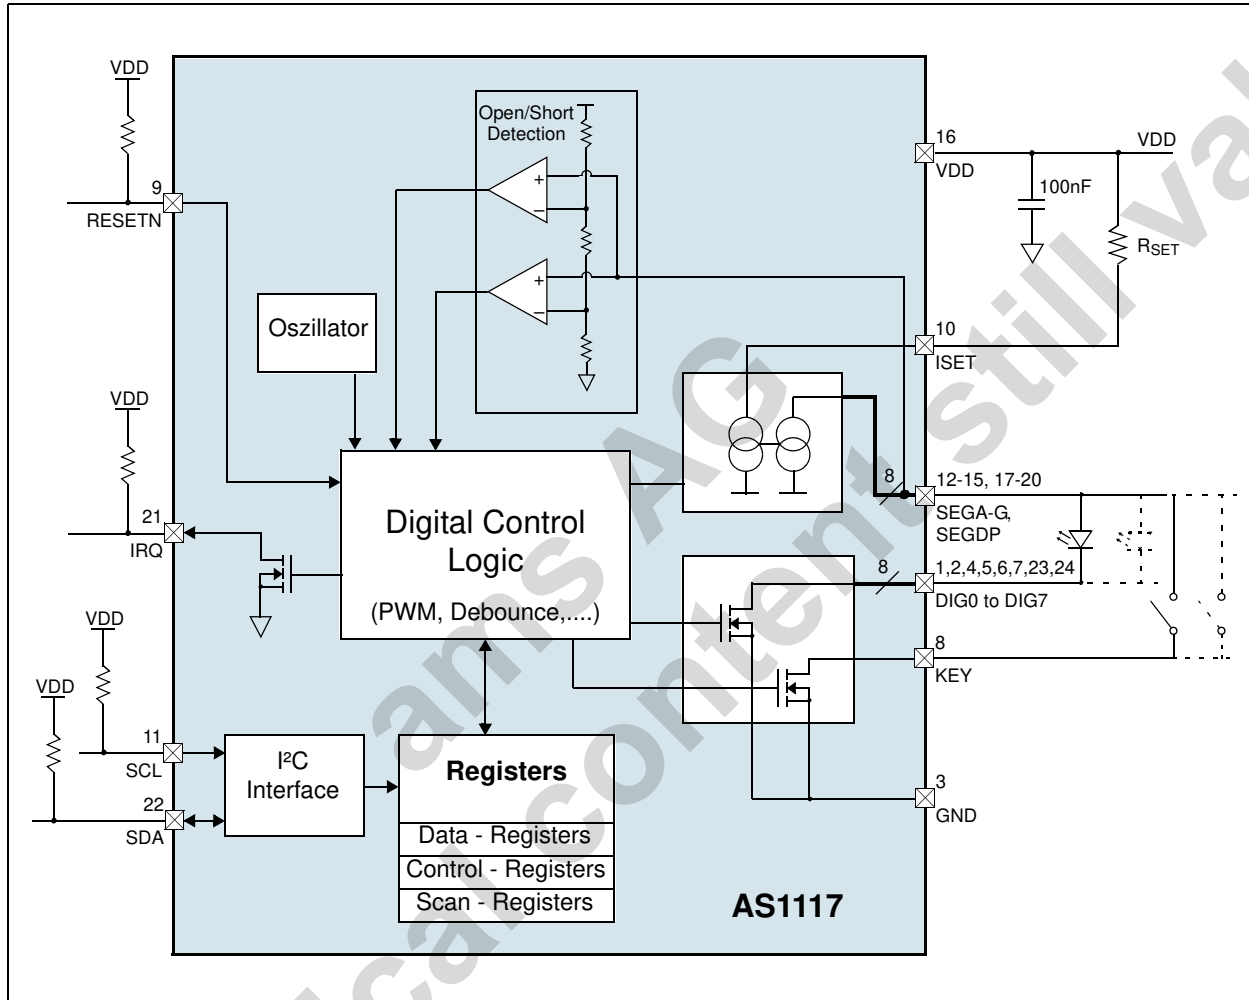 VDD
9
RESETN
Open/Short
Detection
+
–
+
–
Oszillator
16
VDD
VDD
100nF
RSET
10
ISET
VDD
21
IRQ
Digital Control
Logic
(PWM, Debounce,....)
8
12-15, 17-20
SEGA-G,
SEGDP
8
1,2,4,5,6,7,23,24
DIG0 to DIG7
8
KEY
VDD
VDD
11
SCL
22
SDA
I²C
Interface
Registers
Data - Registers
Control - Registers
Scan - Registers
3
GND
AS1117
ams AG
cal content still val